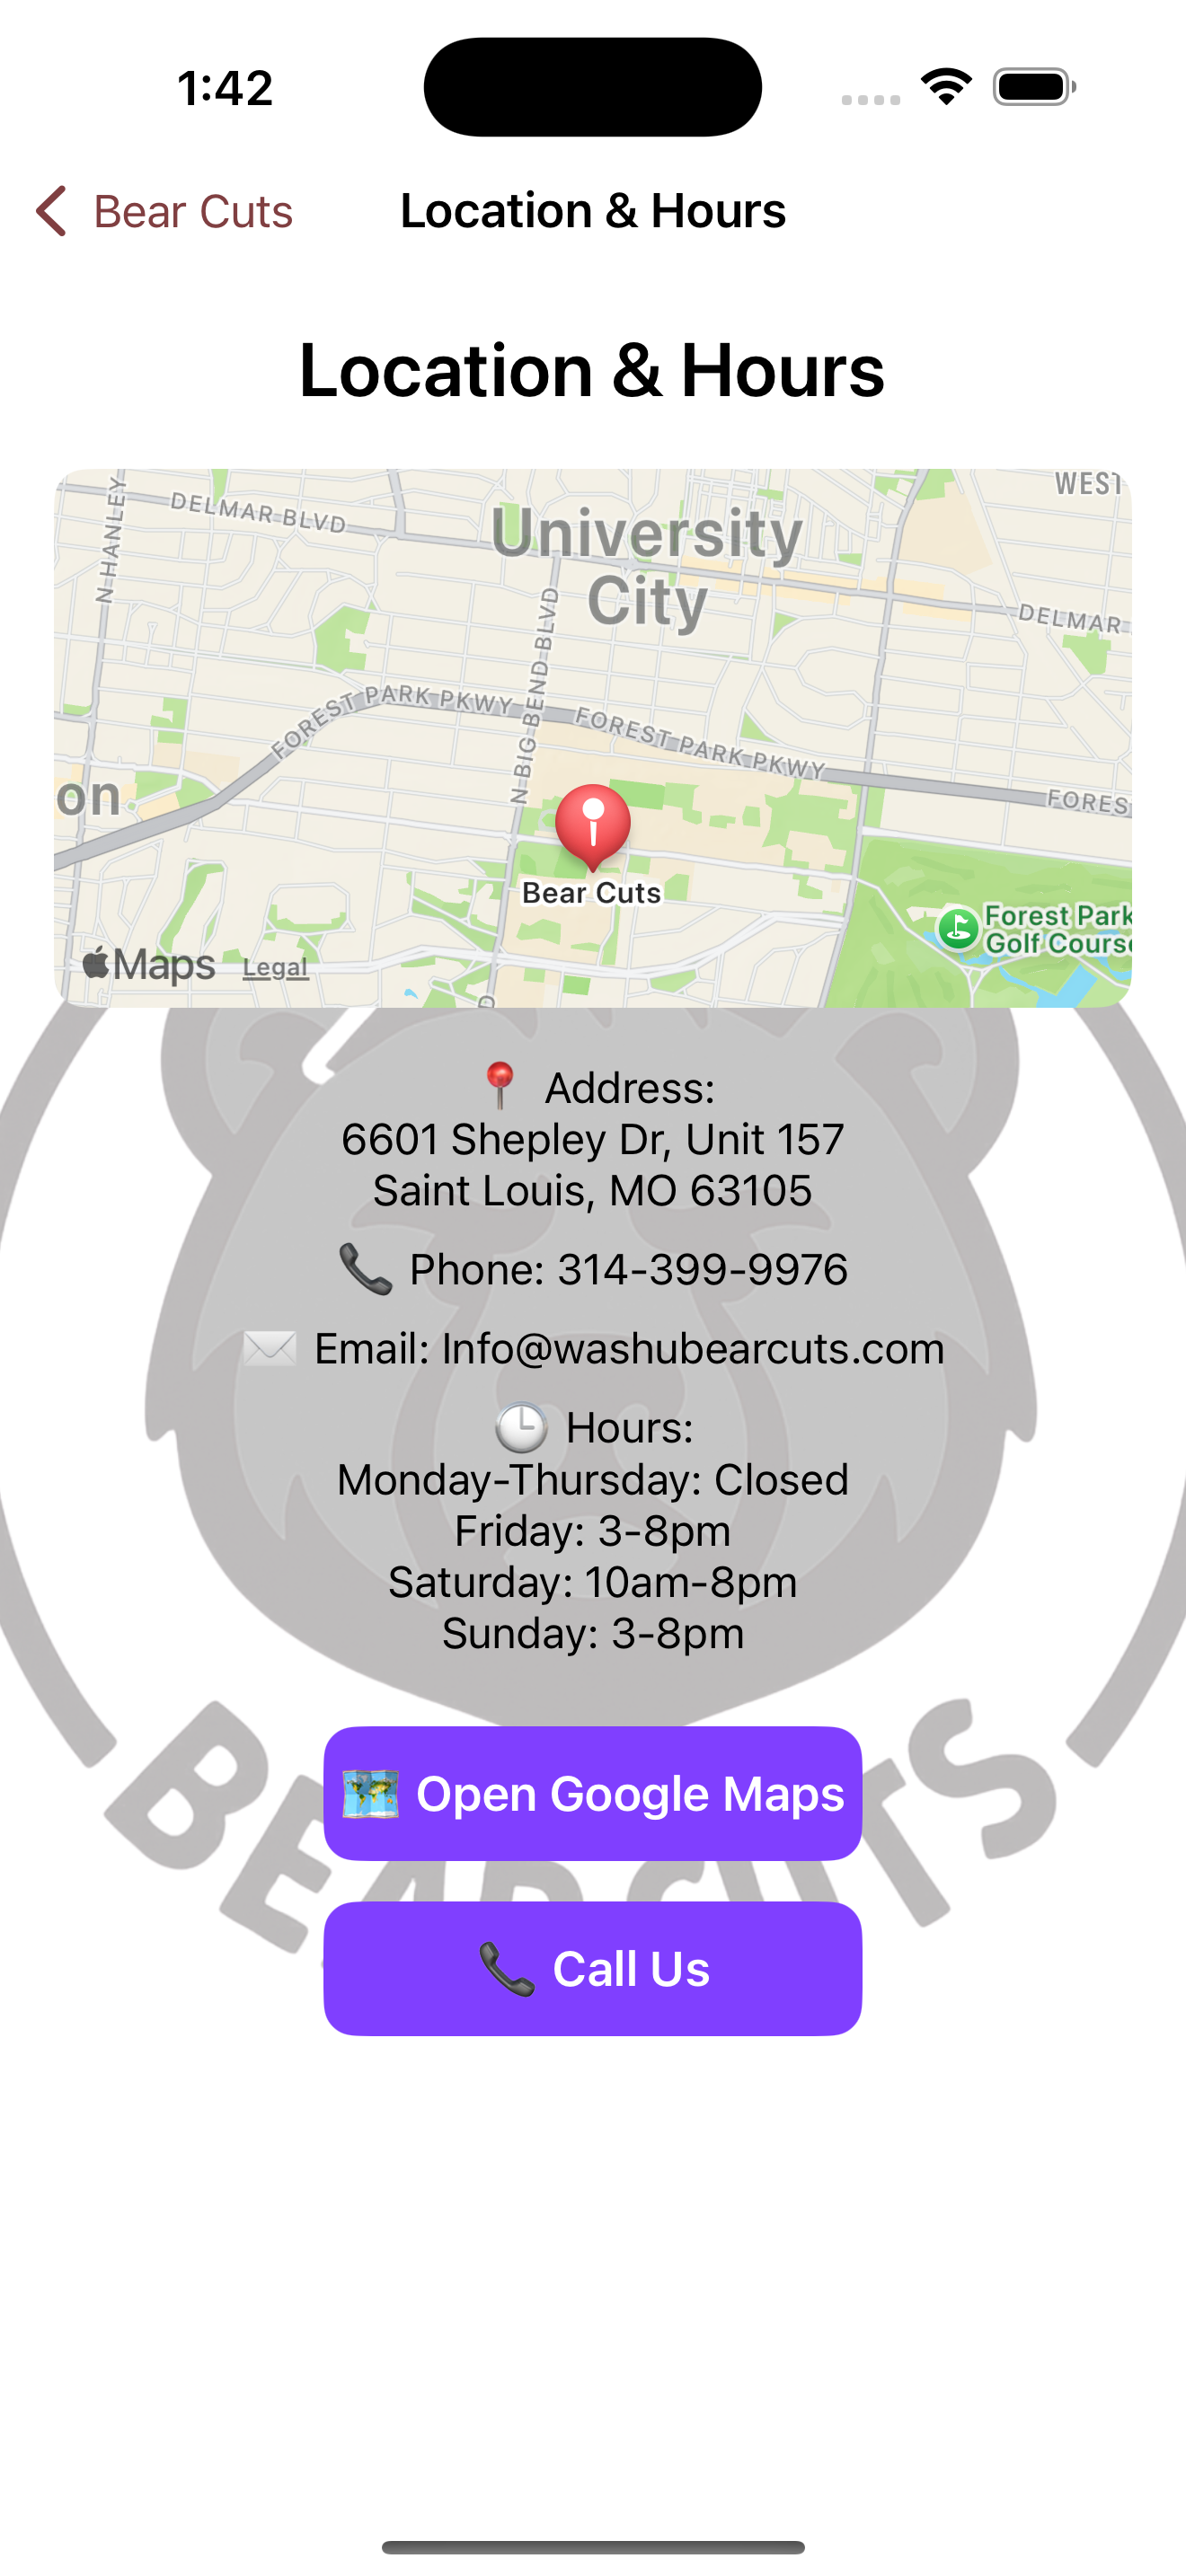 1:42
Bear Cuts
Location & Hours
Location & Hours
N HANLEY
DELMAR BLVD
University
City
WEST
DELMAR
N BIG BEND BLVD
FOREST PARK PKWY
FOREST PARK PKWY
FORES
on
Bear Cuts
Forest Park
Golf Course
Maps
Legal
D
📍 Address:
6601 Shepley Dr, Unit 157
Saint Louis, MO 63105
📞 Phone: 314-399-9976
✉️ Email: Info@washubearcuts.com
🕒 Hours:
Monday-Thursday: Closed
Friday: 3-8pm
Saturday: 10am-8pm
Sunday: 3-8pm
BEAR CUTS
🗺️ Open Google Maps
📞 Call Us